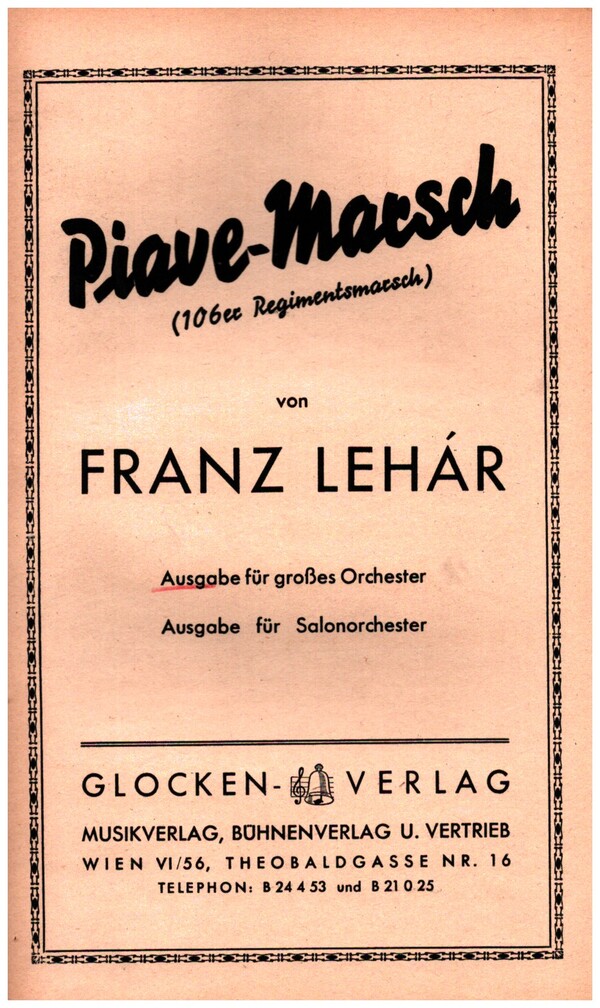 Piave-Marsch
(106er Regimentsmarsch)
von
FRANZ LEHÁR
Ausgabe für großes Orchester
Ausgabe für Salonorchester
GLOCKEN-VERLAG
MUSIKVERLAG, BÜHNENVERLAG U. VERTRIEB
WIEN VI/56, THEOBALDGASSE NR. 16
TELEPHON: B 24 4 53 und B 21 0 25